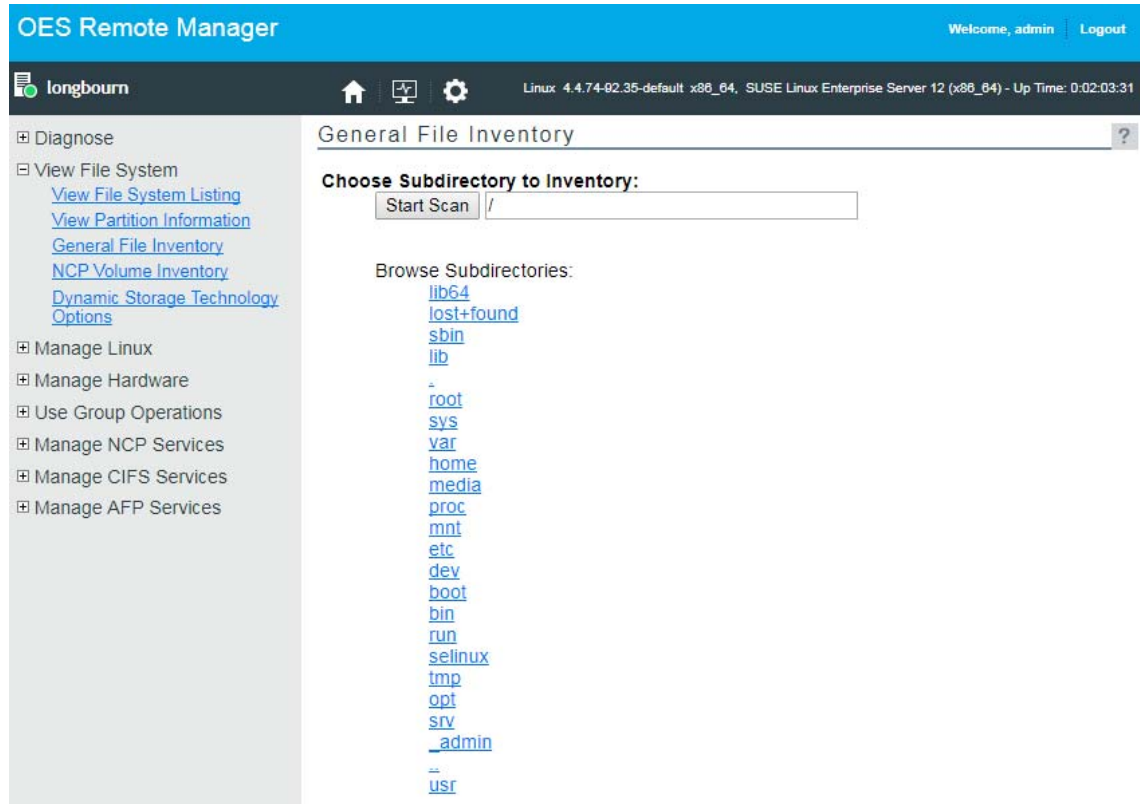 OES Remote Manager
Welcome, admin
Logout
longbourn
Linux 4.4.74-92.35-default x86_64, SUSE Linux Enterprise Server 12 (x86_64) - Up Time: 0:02:03:31
Diagnose
View File System
View File System Listing
View Partition Information
General File Inventory
NCP Volume Inventory
Dynamic Storage Technology
Options
Manage Linux
Manage Hardware
Use Group Operations
Manage NCP Services
Manage CIFS Services
Manage AFP Services
General File Inventory
?
Choose Subdirectory to Inventory:
Start Scan /
Browse Subdirectories:
lib64
lost+found
sbin
lib
.
root
sys
var
home
media
proc
mnt
etc
dev
boot
bin
run
selinux
tmp
opt
srv
_admin
..
usr